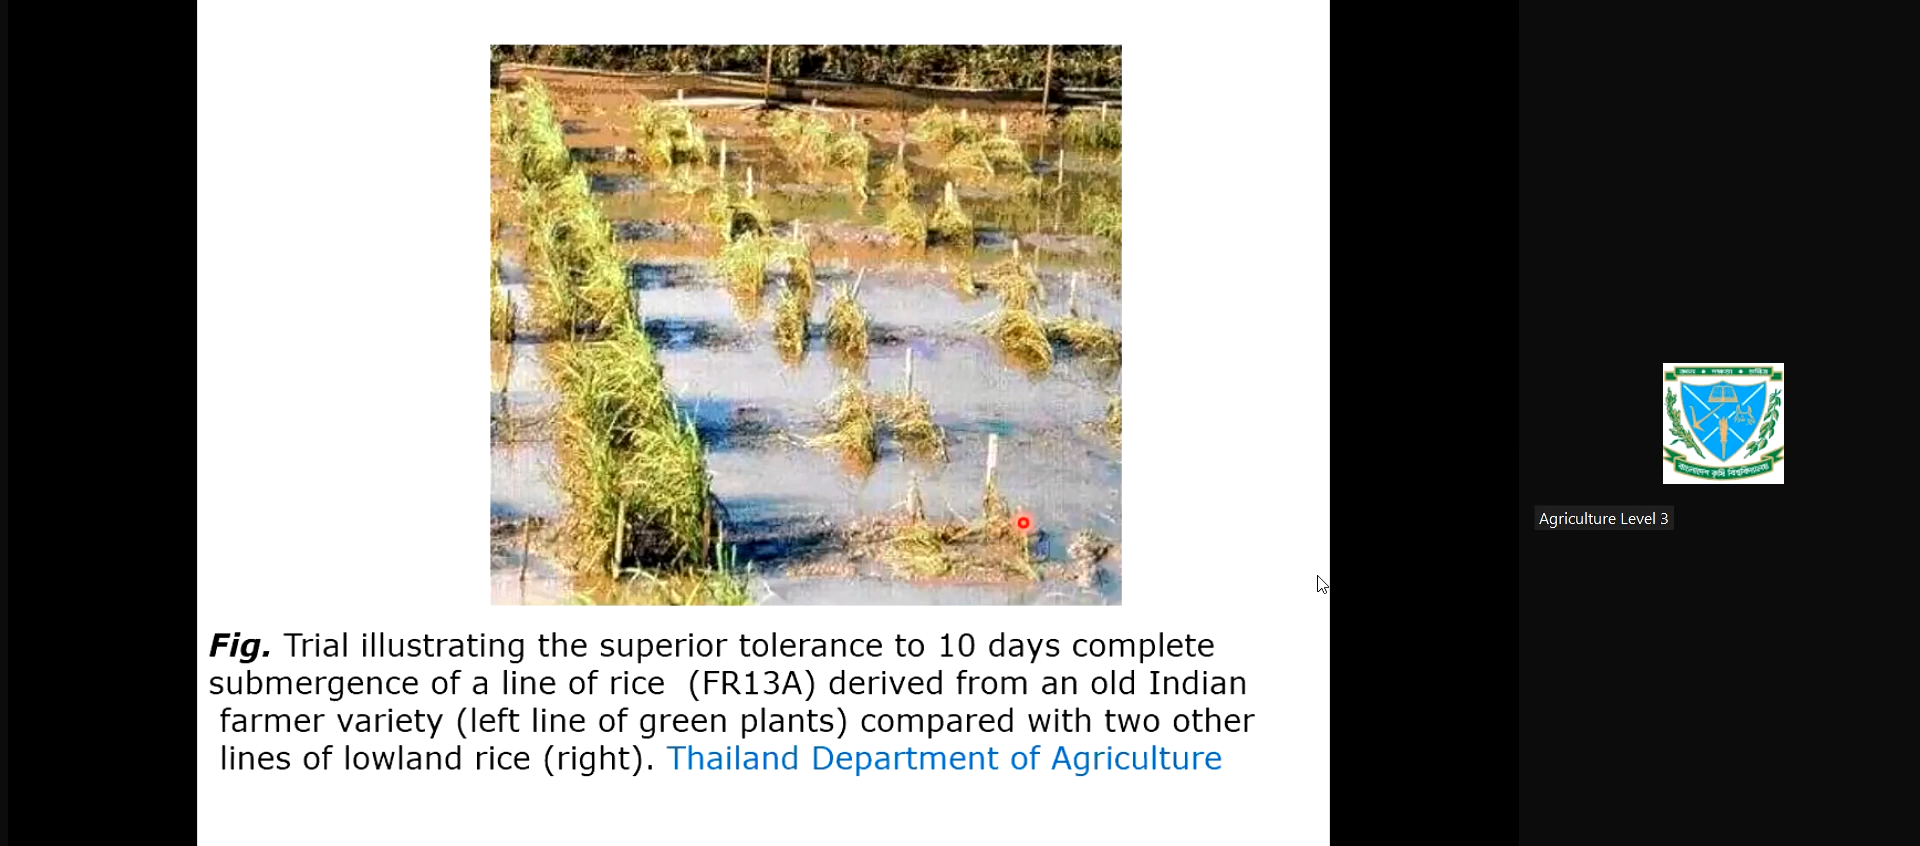 Fig. Trial illustrating the superior tolerance to 10 days complete
submergence of a line of rice (FR13A) derived from an old Indian
farmer variety (left line of green plants) compared with two other
lines of lowland rice (right). Thailand Department of Agriculture
বাংলাদেশ কৃষি বিশ্ববিদ্যালয়
Agriculture Level 3